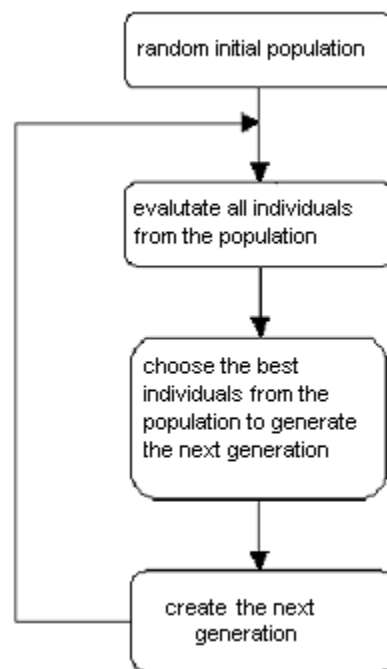 random initial population
evalutate all individuals
from the population
choose the best
individuals from the
population to generate
the next generation
create the next
generation